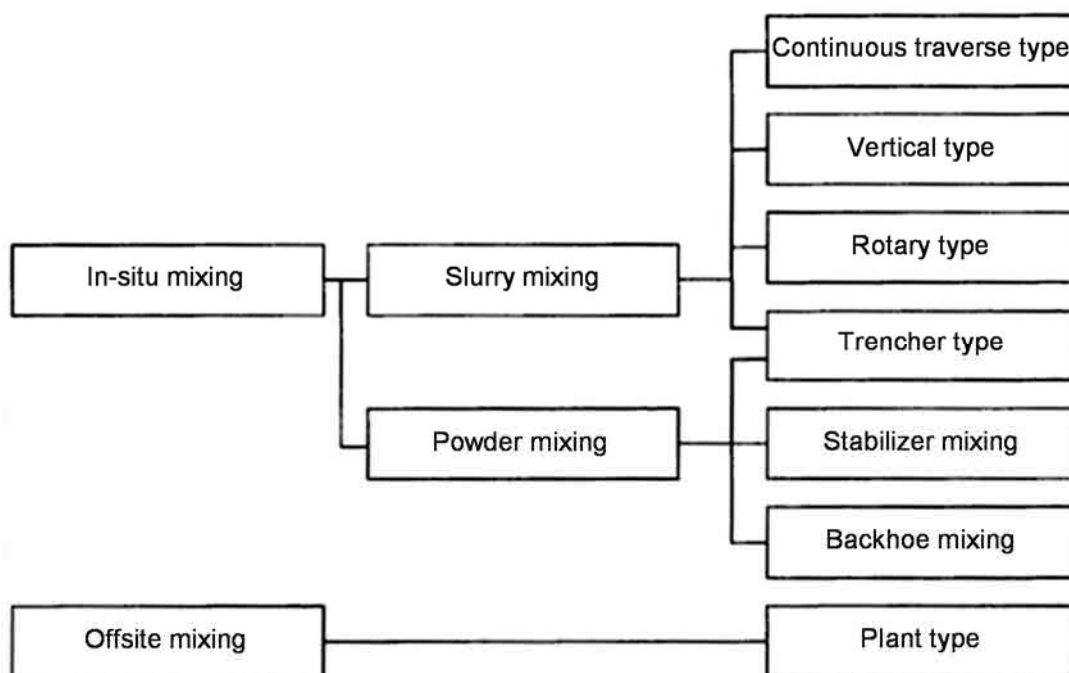 Continuous traverse type
Vertical type
Rotary type
In-situ mixing
Slurry mixing
Trencher type
Powder mixing
Stabilizer mixing
Backhoe mixing
Offsite mixing
Plant type